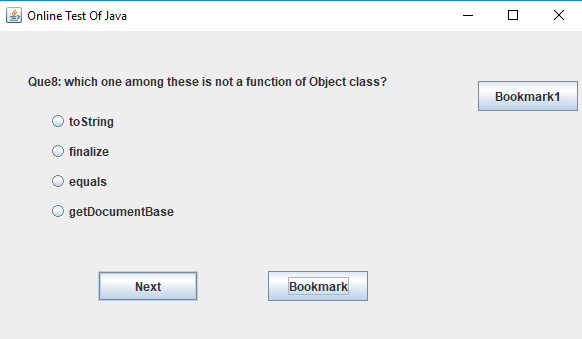 Online Test Of Java
Que8: which one among these is not a function of Object class?
Bookmark1
toString
finalize
equals
getDocumentBase
Next
Bookmark